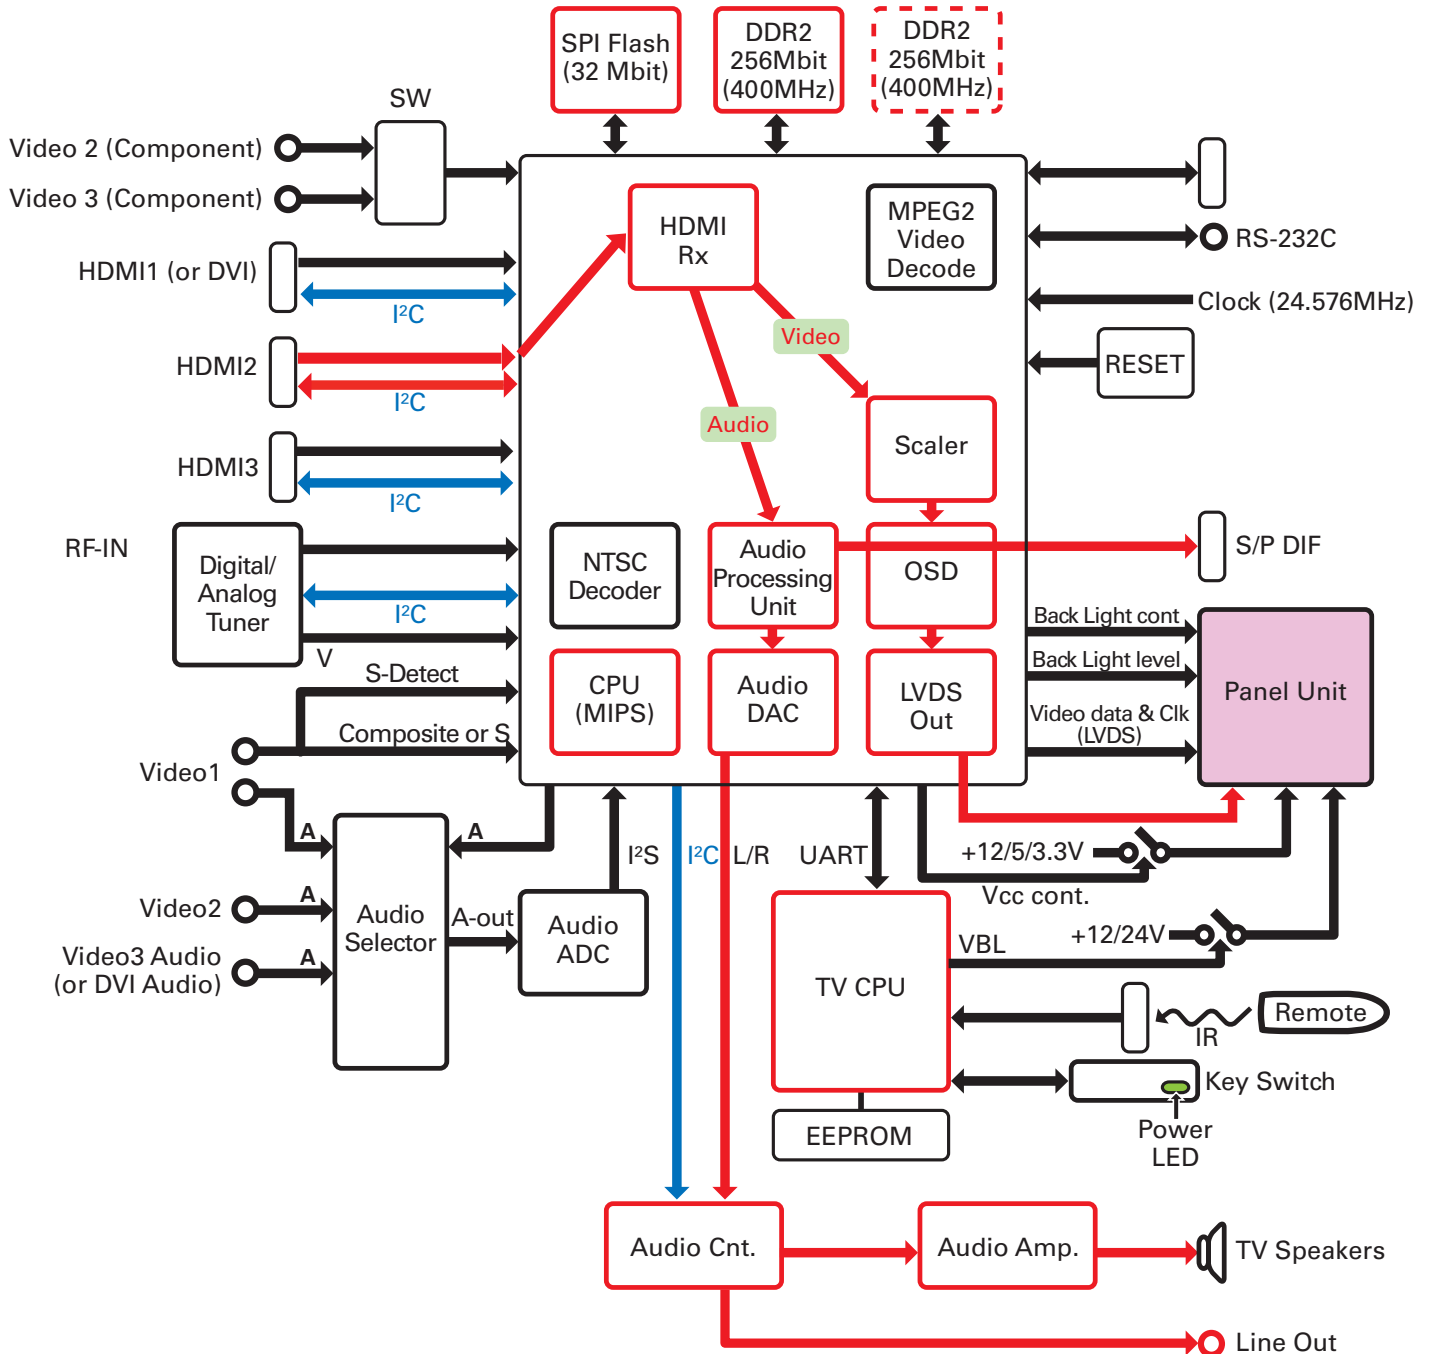 SPI Flash
(32 Mbit)
DDR2
256Mbit
(400MHz)
DDR2
256Mbit
(400MHz)
SW
Video 2 (Component)
Video 3 (Component)
HDMI
Rx
MPEG2
Video
Decode
RS-232C
HDMI1 (or DVI)
I²C
Clock (24.576MHz)
Video
HDMI2
I²C
RESET
Audio
Scaler
HDMI3
I²C
RF-IN
Digital/
Analog
Tuner
I²C
V
NTSC
Decoder
Audio
Processing
Unit
OSD
S/P DIF
Back Light cont
Back Light level
Video data & Clk
(LVDS)
Panel Unit
S-Detect
Composite or S
CPU
(MIPS)
Audio
DAC
LVDS
Out
Video1
A
A
I²S
I²C
L/R
UART
+12/5/3.3V
Vcc cont.
Video2
A
Audio
Selector
A-out
Audio
ADC
Video3 Audio
(or DVI Audio)
A
+12/24V
VBL
TV CPU
IR
Remote
Key Switch
Power
LED
EEPROM
Audio Cnt.
Audio Amp.
TV Speakers
Line Out